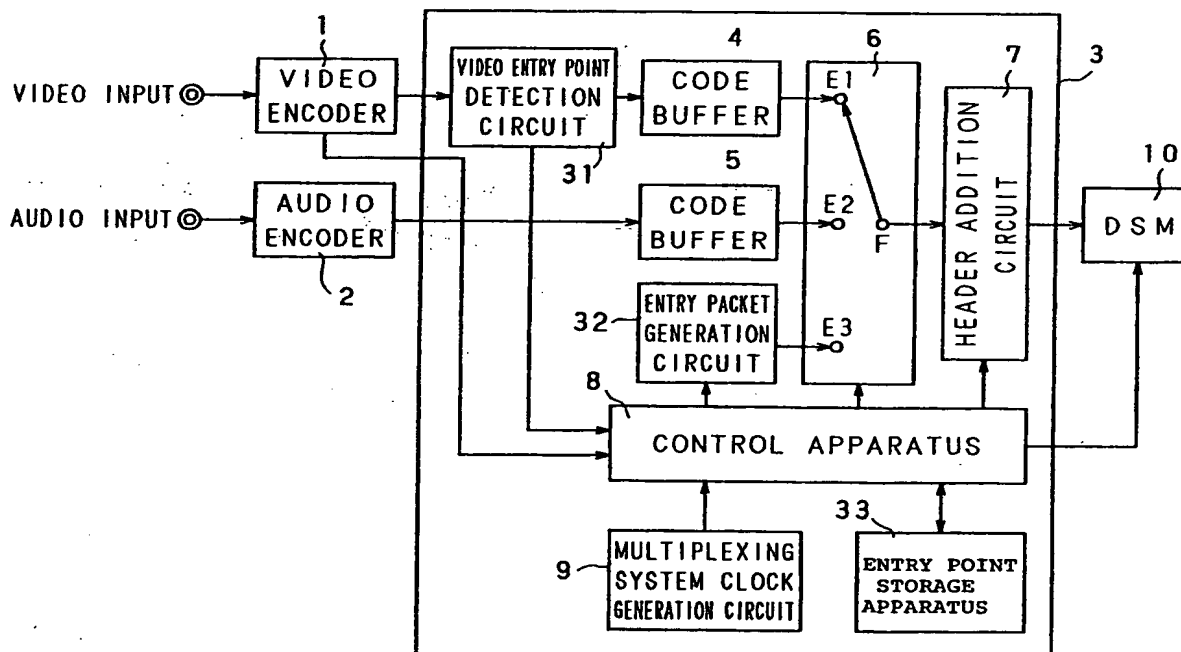 1
4
6
7
3
VIDEO INPUT
VIDEO
ENCODER
VIDEO ENTRY POINT
DETECTION
CIRCUIT
31
CODE
BUFFER
E1
HEADER ADDITION
CIRCUIT
10
DSM
5
AUDIO INPUT
AUDIO
ENCODER
2
CODE
BUFFER
E2
F
32
ENTRY PACKET
GENERATION
CIRCUIT
E3
8
CONTROL APPARATUS
9
MULTIPLEXING
SYSTEM CLOCK
GENERATION CIRCUIT
33
ENTRY POINT
STORAGE
APPARATUS